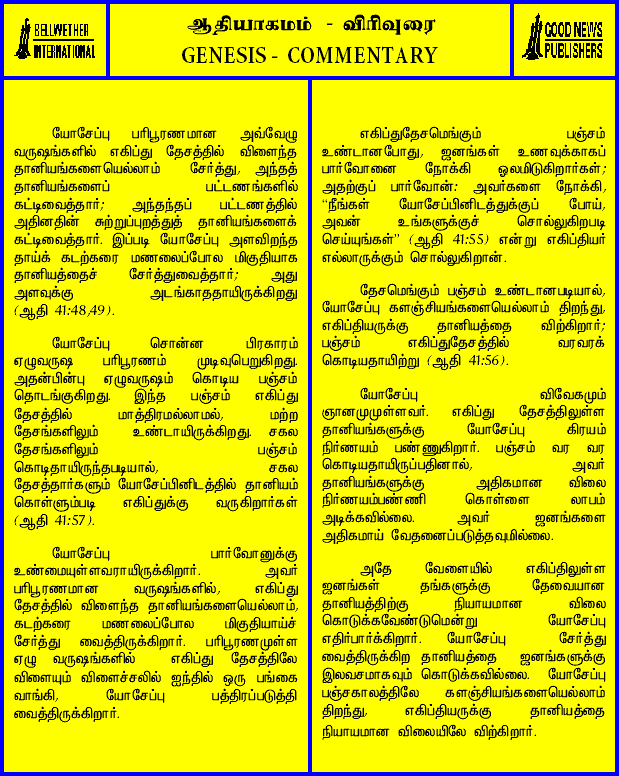 BELLWETHER
INTERNATIONAL
ஆதியாகமம் - விரிவுரை
GENESIS - COMMENTARY
GOOD NEWS
PUBLISHERS
யோசேப்பு பரிபூரணமான அவ்வேழு
வருஷங்களில் எகிப்து தேசத்தில் விளைந்த
தானியங்களையெல்லாம் சேர்த்து, அந்தத்
தானியங்களைப் பட்டணங்களில்
கட்டிவைத்தார்; அந்தந்தப் பட்டணத்தில்
அதினதின் சுற்றுப்புறத்துத் தானியங்களைக்
கட்டிவைத்தார். இப்படி யோசேப்பு அளவிறந்த
தாய்க் கடற்கரை மணலைப்போல மிகுதியாக
தானியத்தைச் சேர்த்துவைத்தார்; அது
அளவுக்கு அடங்காததாயிருக்கிறது
(ஆதி 41:48,49).
யோசேப்பு சொன்ன பிரகாரம்
ஏழுவருஷ பரிபூரணம் முடிவுபெறுகிறது.
அதன்பின்பு ஏழுவருஷம் கொடிய பஞ்சம்
தொடங்குகிறது. இந்த பஞ்சம் எகிப்து
தேசத்தில் மாத்திரமல்லாமல், மற்ற
தேசங்களிலும் உண்டாயிருக்கிறது. சகல
தேசங்களிலும் பஞ்சம்
கொடிதாயிருந்தபடியால், சகல
தேசத்தார்களும் யோசேப்பினிடத்தில் தானியம்
கொள்ளும்படி எகிப்துக்கு வருகிறார்கள்
(ஆதி 41:57).
யோசேப்பு பார்வோனுக்கு
உண்மையுள்ளவராயிருக்கிறார். அவர்
பரிபூரணமான வருஷங்களில், எகிப்து
தேசத்தில் விளைந்த தானியங்களையெல்லாம்,
கடற்கரை மணலைப்போல மிகுதியாய்ச்
சேர்த்து வைத்திருக்கிறார். பரிபூரணமுள்ள
ஏழு வருஷங்களில் எகிப்து தேசத்திலே
விளையும் விளைச்சலில் ஐந்தில் ஒரு பங்கை
வாங்கி, யோசேப்பு பத்திரப்படுத்தி
வைத்திருக்கிறார்.
எகிப்துதேசமெங்கும் பஞ்சம்
உண்டானபோது, ஜனங்கள் உணவுக்காகப்
பார்வோனை நோக்கி ஓலமிடுகிறார்கள்;
அதற்குப் பார்வோன்: அவர்களை நோக்கி,
“நீங்கள் யோசேப்பினிடத்துக்குப் போய்,
அவன் உங்களுக்குச் சொல்லுகிறபடி
செய்யுங்கள்” (ஆதி 41:55) என்று எகிப்தியர்
எல்லாருக்கும் சொல்லுகிறான்.
தேசமெங்கும் பஞ்சம் உண்டானபடியால்,
யோசேப்பு களஞ்சியங்களையெல்லாம் திறந்து,
எகிப்தியருக்கு தானியத்தை விற்கிறார்;
பஞ்சம் எகிப்துதேசத்தில் வரவரக்
கொடியதாயிற்று (ஆதி 41:56).
யோசேப்பு விவேகமும்
ஞானமுமுள்ளவர். எகிப்து தேசத்திலுள்ள
தானியங்களுக்கு யோசேப்பு கிரயம்
நிர்ணயம் பண்ணுகிறார். பஞ்சம் வர வர
கொடியதாயிருப்பதினால், அவர்
தானியங்களுக்கு அதிகமான விலை
நிர்ணயம்பண்ணி கொள்ளை லாபம்
அடிக்கவில்லை. அவர் ஜனங்களை
அதிகமாய் வேதனைப்படுத்தவுமில்லை.
அதே வேளையில் எகிப்திலுள்ள
ஜனங்கள் தங்களுக்கு தேவையான
தானியத்திற்கு நியாயமான விலை
கொடுக்கவேண்டுமென்று யோசேப்பு
எதிர்பார்க்கிறார். யோசேப்பு சேர்த்து
வைத்திருக்கிற தானியத்தை ஜனங்களுக்கு
இலவசமாகவும் கொடுக்கவில்லை. யோசேப்பு
பஞ்சகாலத்திலே களஞ்சியங்களையெல்லாம்
திறந்து, எகிப்தியருக்கு தானியத்தை
நியாயமான விலையிலே விற்கிறார்.